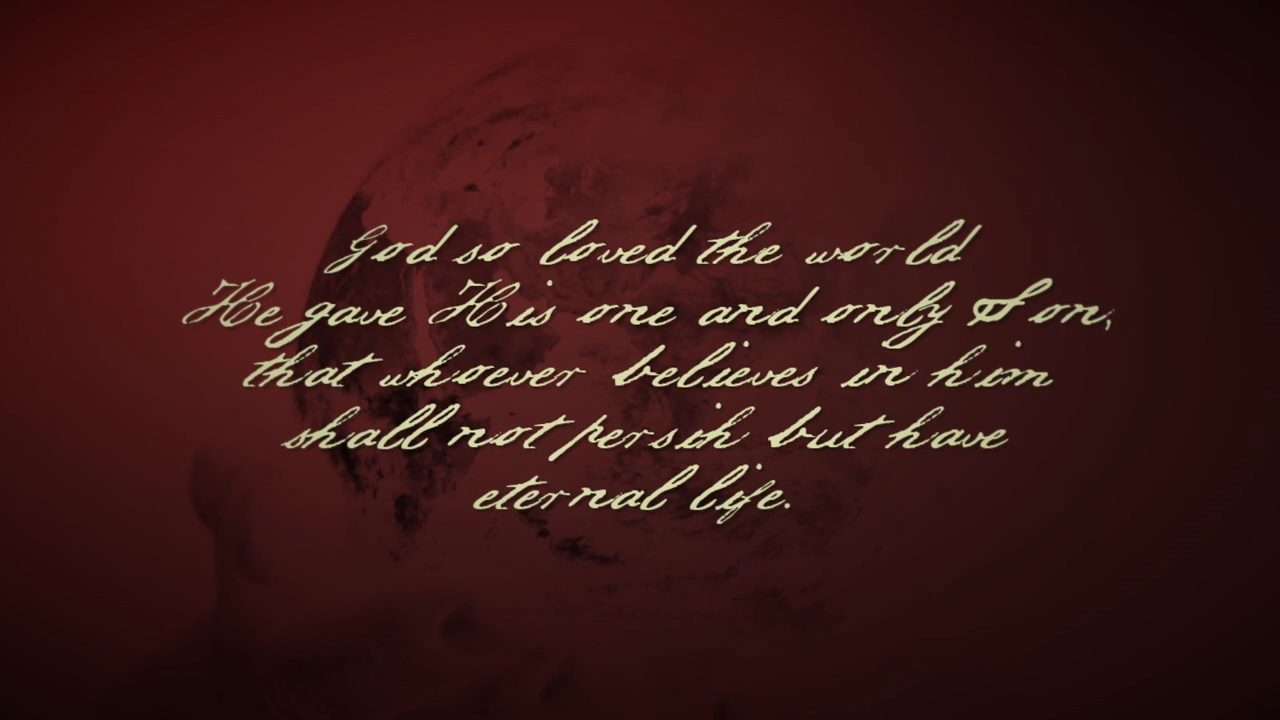 God so loved the world
He gave His one and only Son,
that whoever believes in him
shall not persih but have
eternal life.